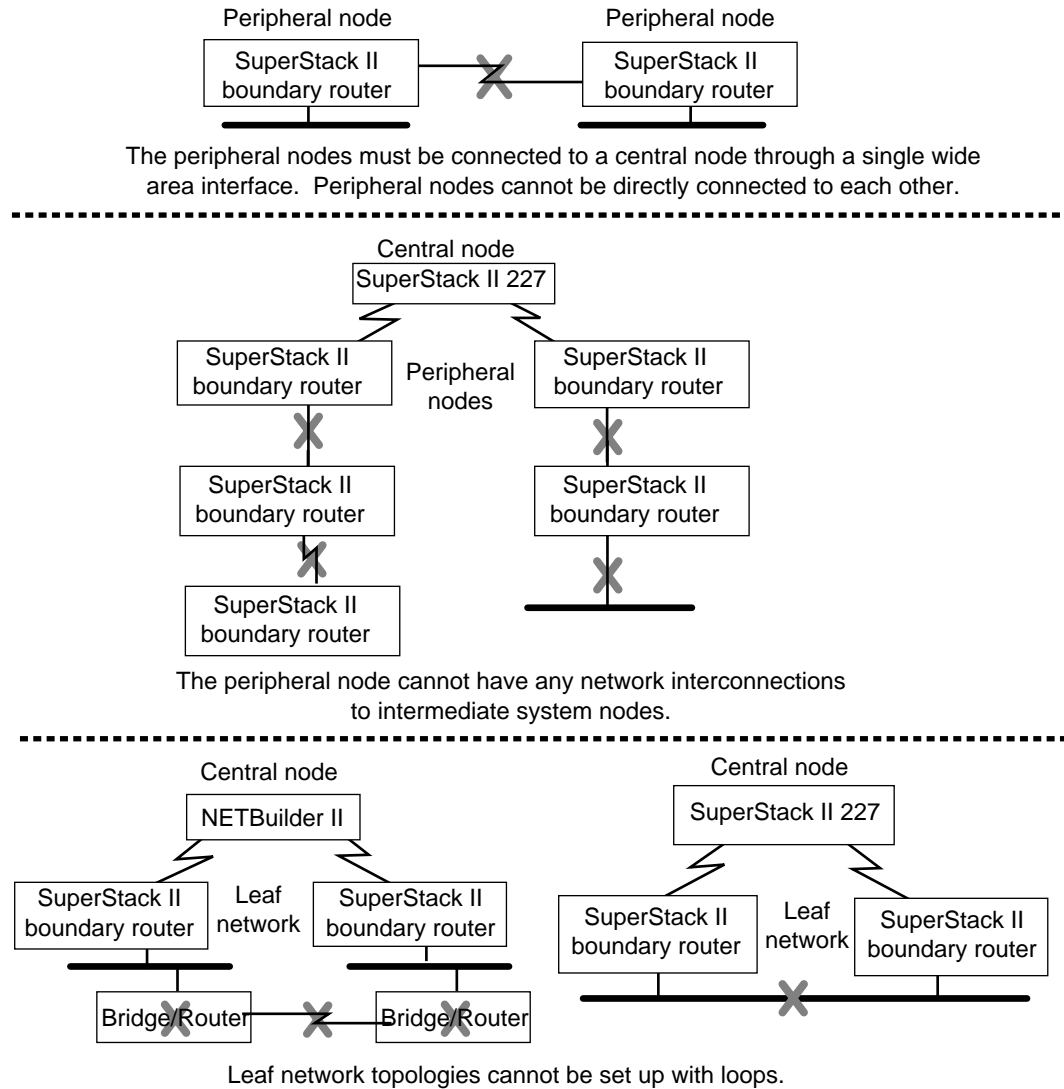 Peripheral node
Peripheral node
SuperStack II
boundary router
SuperStack II
boundary router
The peripheral nodes must be connected to a central node through a single wide
area interface.  Peripheral nodes cannot be directly connected to each other.
Central node
SuperStack II 227
SuperStack II
boundary router
Peripheral
nodes
SuperStack II
boundary router
SuperStack II
boundary router
SuperStack II
boundary router
SuperStack II
boundary router
The peripheral node cannot have any network interconnections
to intermediate system nodes.
Central node
NETBuilder II
SuperStack II
boundary router
Leaf
network
SuperStack II
boundary router
Bridge/Router
Bridge/Router
Central node
SuperStack II 227
SuperStack II
boundary router
Leaf
network
SuperStack II
boundary router
Leaf network topologies cannot be set up with loops.